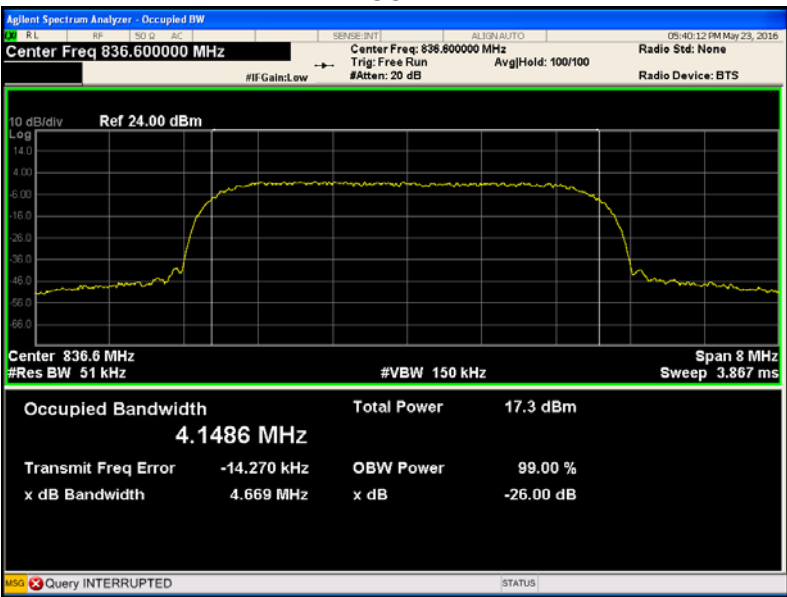 Agilent Spectrum Analyzer - Occupied BW
RL RF 50 Ω AC SENSE:INT ALIGN AUTO 05:40:12 PM May 23, 2016
Center Freq 836.600000 MHz Center Freq: 836.600000 MHz Radio Std: None
Trig: Free Run Avg|Hold: 100/100
#IFGain:Low #Atten: 20 dB Radio Device: BTS
10 dB/div Ref 24.00 dBm
Log
14.0
4.00
-6.00
-16.0
-26.0
-36.0
-46.0
-56.0
-66.0
Center 836.6 MHz Span 8 MHz
#Res BW 51 kHz #VBW 150 kHz Sweep 3.867 ms
Occupied Bandwidth Total Power 17.3 dBm
4.1486 MHz
Transmit Freq Error -14.270 kHz OBW Power 99.00 %
x dB Bandwidth 4.669 MHz x dB -26.00 dB
MSG Query INTERRUPTED STATUS